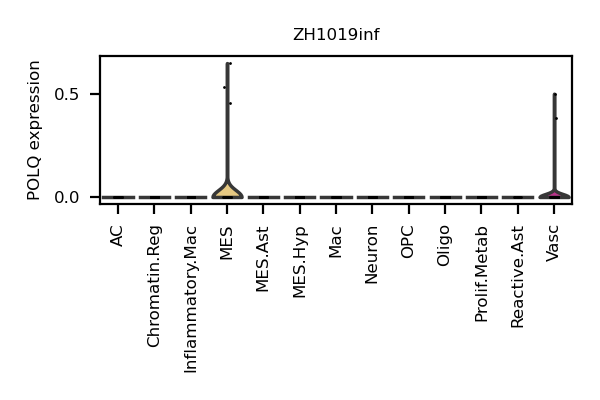 ZH1019inf
POLQ expression
0.5
0.0
AC
Chromatin.Reg
Inflammatory.Mac
MES
MES.Ast
MES.Hyp
Mac
Neuron
OPC
Oligo
Prolif.Metab
Reactive.Ast
Vasc